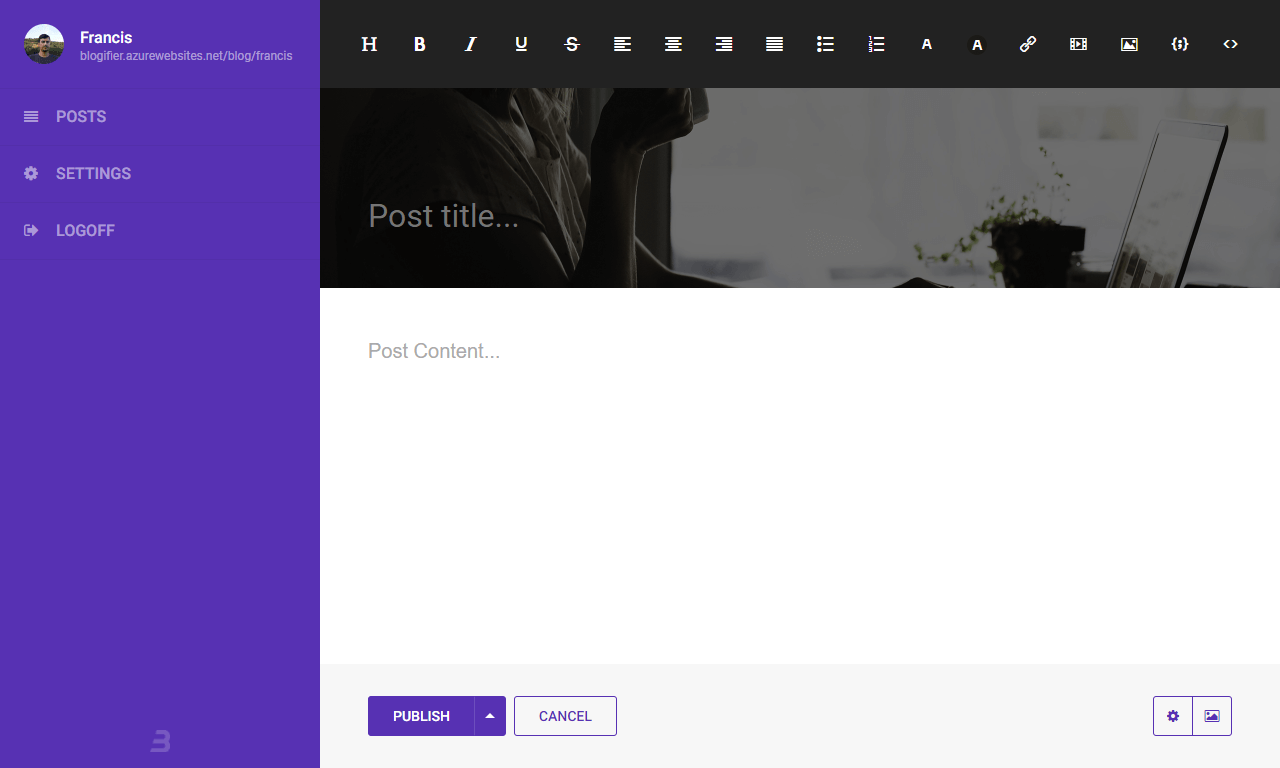 Francis
blogifier.azurewebsites.net/blog/francis
POSTS
SETTINGS
LOGOFF
H B I U S A A
Post title...
Post Content...
PUBLISH
CANCEL